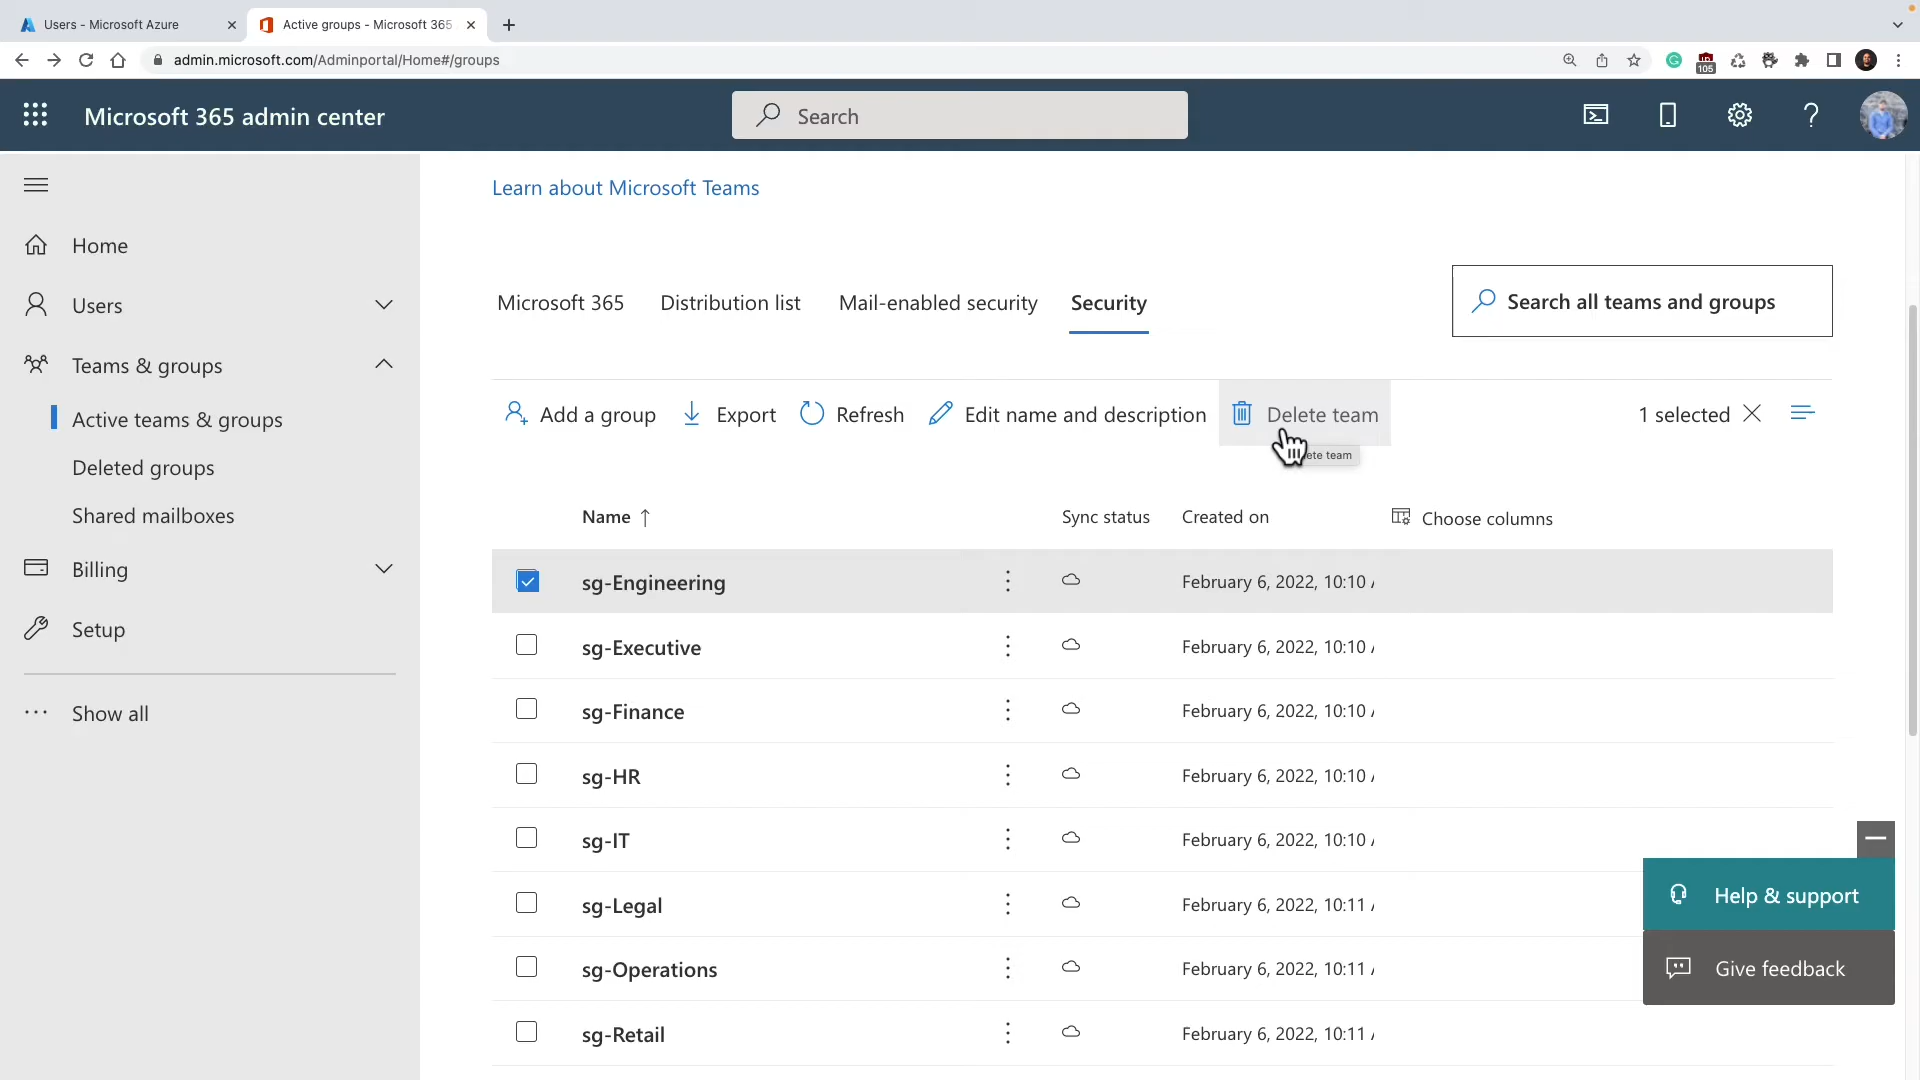 Users - Microsoft Azure
Active groups - Microsoft 365
admin.microsoft.com/Adminportal/Home#/groups
105
Microsoft 365 admin center
Search
Learn about Microsoft Teams
Home
Users
Teams & groups
Active teams & groups
Deleted groups
Shared mailboxes
Billing
Setup
Show all
Microsoft 365 Distribution list Mail-enabled security Security
Search all teams and groups
Add a group Export Refresh Edit name and description Delete team 1 selected
ete team
Name ↑ Sync status Created on Choose columns
sg-Engineering February 6, 2022, 10:10
sg-Executive February 6, 2022, 10:10
sg-Finance February 6, 2022, 10:10
sg-HR February 6, 2022, 10:10
sg-IT February 6, 2022, 10:10
sg-Legal February 6, 2022, 10:11
sg-Operations February 6, 2022, 10:11
sg-Retail February 6, 2022, 10:11
Help & support
Give feedback